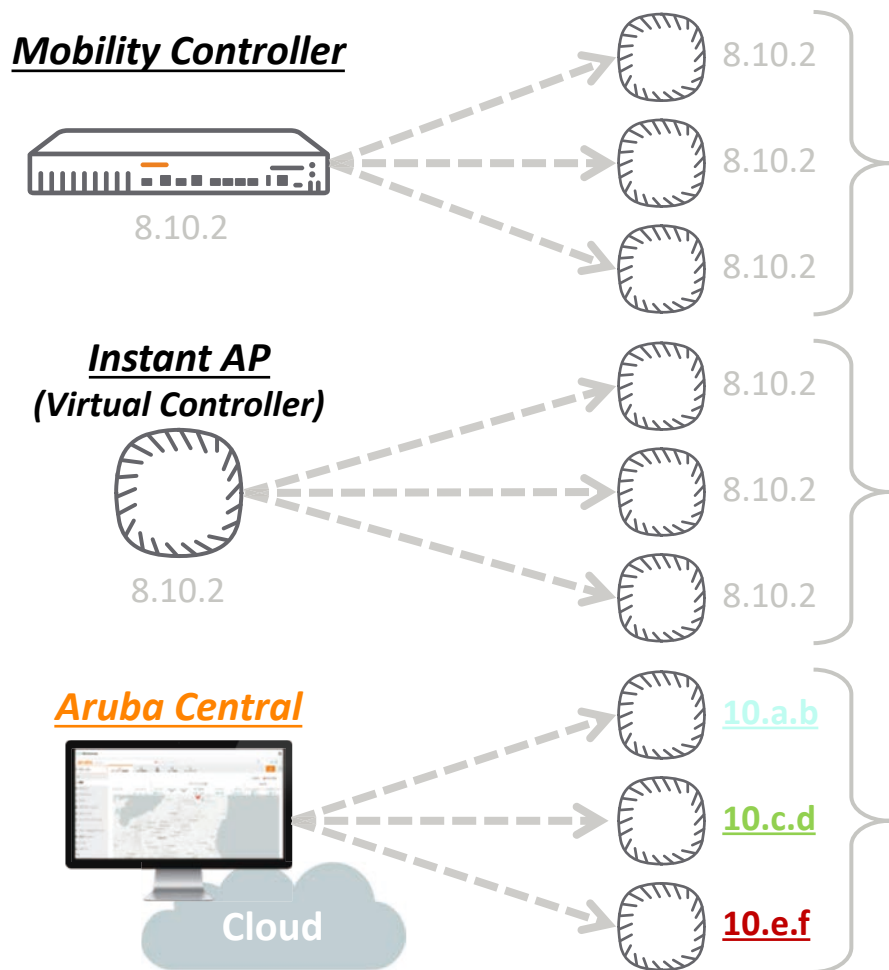 Mobility Controller
8.10.2
8.10.2
8.10.2
8.10.2
Instant AP
(Virtual Controller)
8.10.2
8.10.2
8.10.2
8.10.2
Aruba Central
10.a.b
10.c.d
10.e.f
Cloud